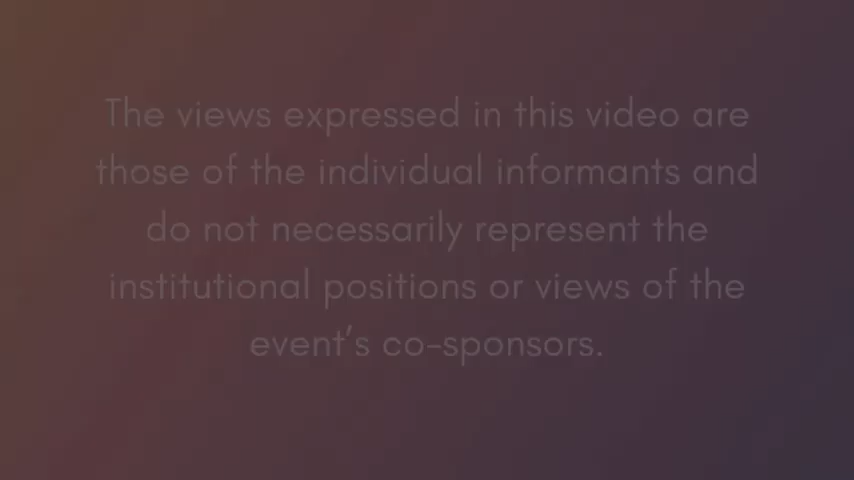 The views expressed in this video are
those of the individual informants and
do not necessarily represent the
institutional positions or views of the
event's co-sponsors.